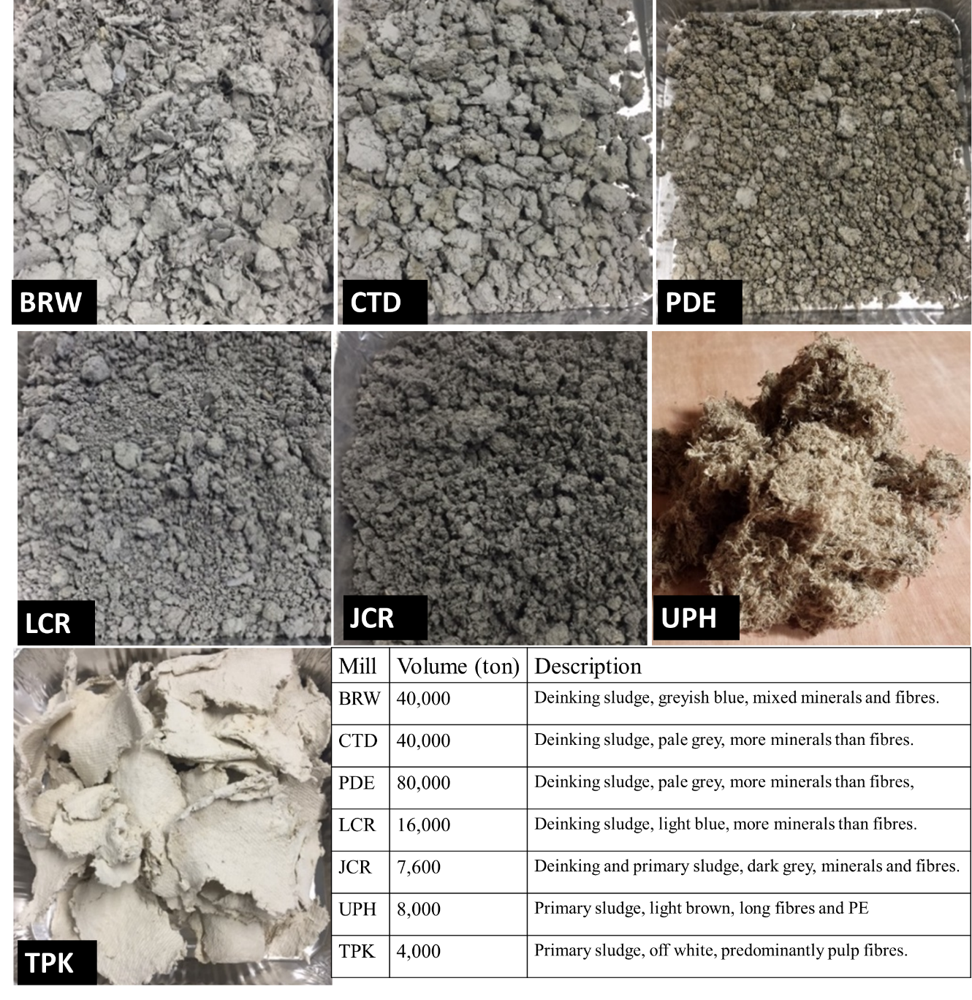 BRW
CTD
PDE
LCR
JCR
UPH
TPK
Mill Volume (ton) Description
BRW 40,000 Deinking sludge, greyish blue, mixed minerals and fibres.
CTD 40,000 Deinking sludge, pale grey, more minerals than fibres.
PDE 80,000 Deinking sludge, pale grey, more minerals than fibres,
LCR 16,000 Deinking sludge, light blue, more minerals than fibres.
JCR 7,600 Deinking and primary sludge, dark grey, minerals and fibres.
UPH 8,000 Primary sludge, light brown, long fibres and PE
TPK 4,000 Primary sludge, off white, predominantly pulp fibres.